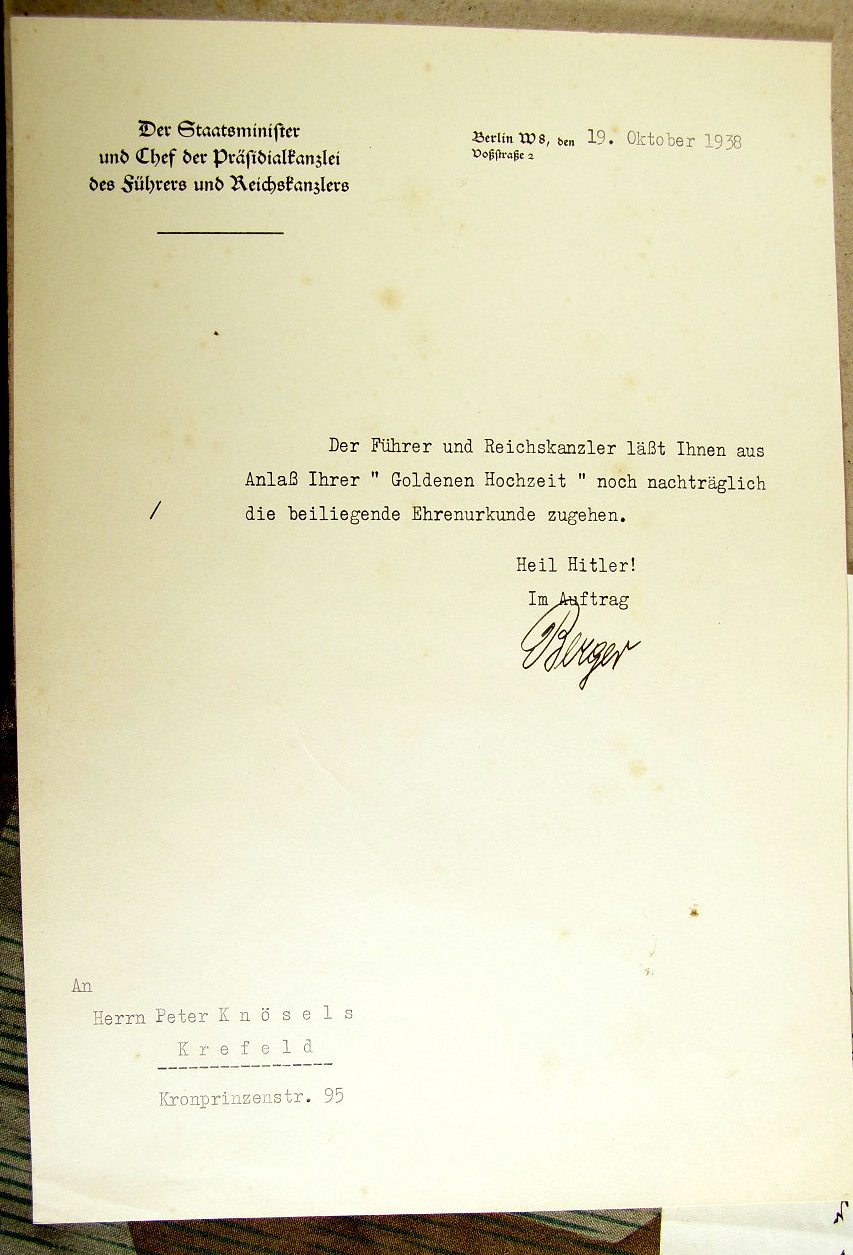 Der Staatsminister
und Chef der Präsidialkanzlei
des Führers und Reichskanzlers
Berlin W 8, den 19. Oktober 1938
Voßstraße 2
Der Führer und Reichskanzler läßt Ihnen aus
Anlaß Ihrer " Goldenen Hochzeit " noch nachträglich
/ die beiliegende Ehrenurkunde zugehen.
Heil Hitler!
Im Auftrag
Berger
An
Herrn Peter K n ö s e l s
K r e f e l d
Kronprinzenstr. 95